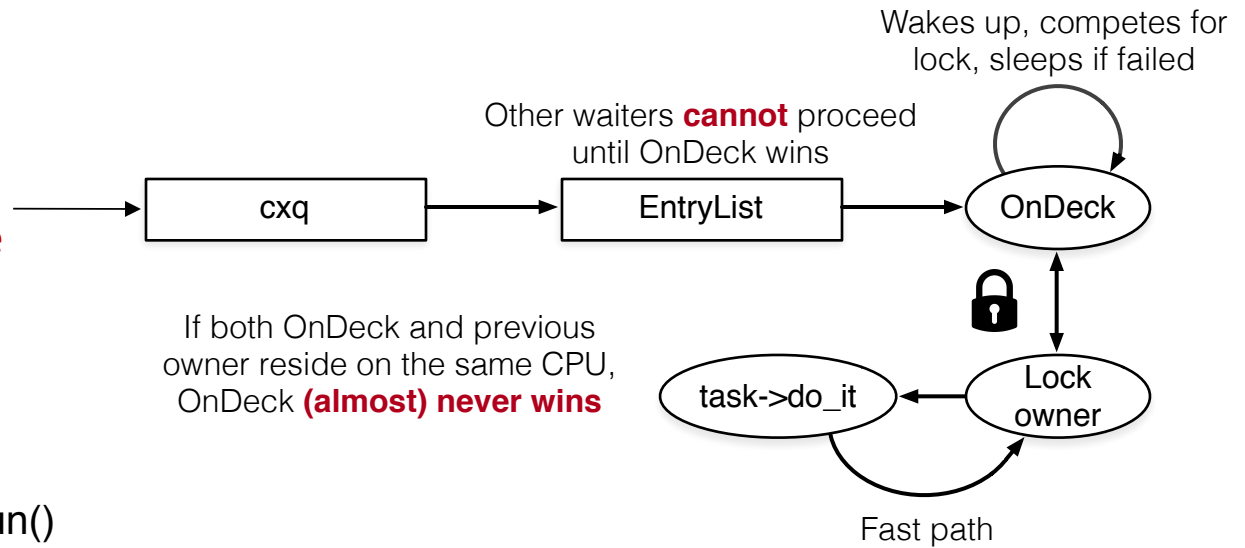 Wakes up, competes for
lock, sleeps if failed
Other waiters cannot proceed
until OnDeck wins
cxq
EntryList
OnDeck
If both OnDeck and previous
owner reside on the same CPU,
OnDeck (almost) never wins
task->do_it
Lock
owner
Fast path
un()